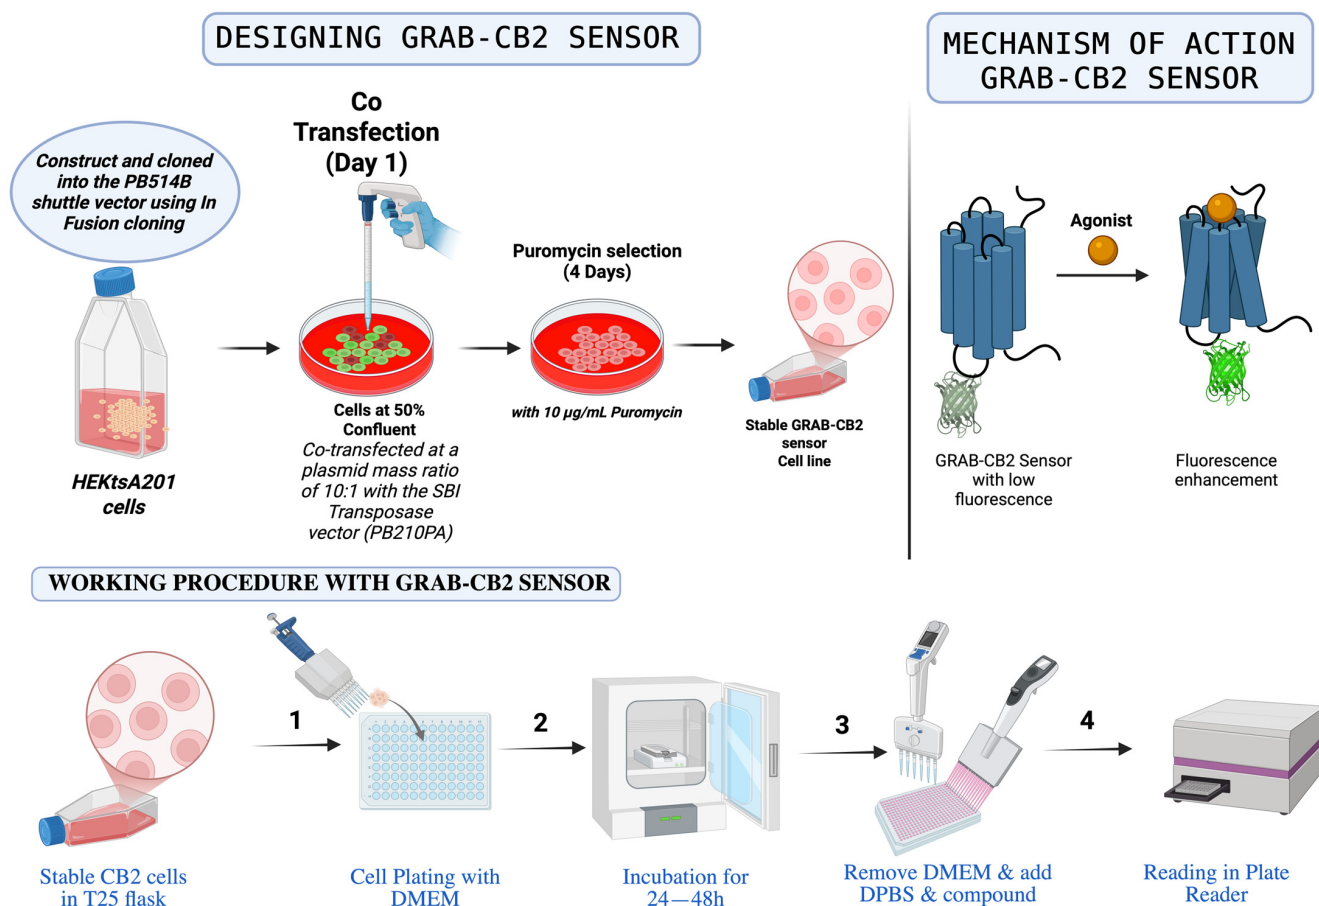 DESIGNING GRAB-CB2 SENSOR
Construct and cloned
into the PB514B
shuttle vector using In
Fusion cloning
HEKtsA201
cells
Co
Transfection
(Day 1)
Cells at 50%
Confluent
Co-transfected at a
plasmid mass ratio
of 10:1 with the SBI
Transposase
vector (PB210PA)
Puromycin selection
(4 Days)
with 10 µg/mL Puromycin
Stable GRAB-CB2
sensor
Cell line
MECHANISM OF ACTION
GRAB-CB2 SENSOR
Agonist
GRAB-CB2 Sensor
with low
fluorescence
Fluorescence
enhancement
WORKING PROCEDURE WITH GRAB-CB2 SENSOR
1
2
3
4
Stable CB2 cells
in T25 flask
Cell Plating with
DMEM
Incubation for
24—48h
Remove DMEM & add
DPBS & compound
Reading in Plate
Reader